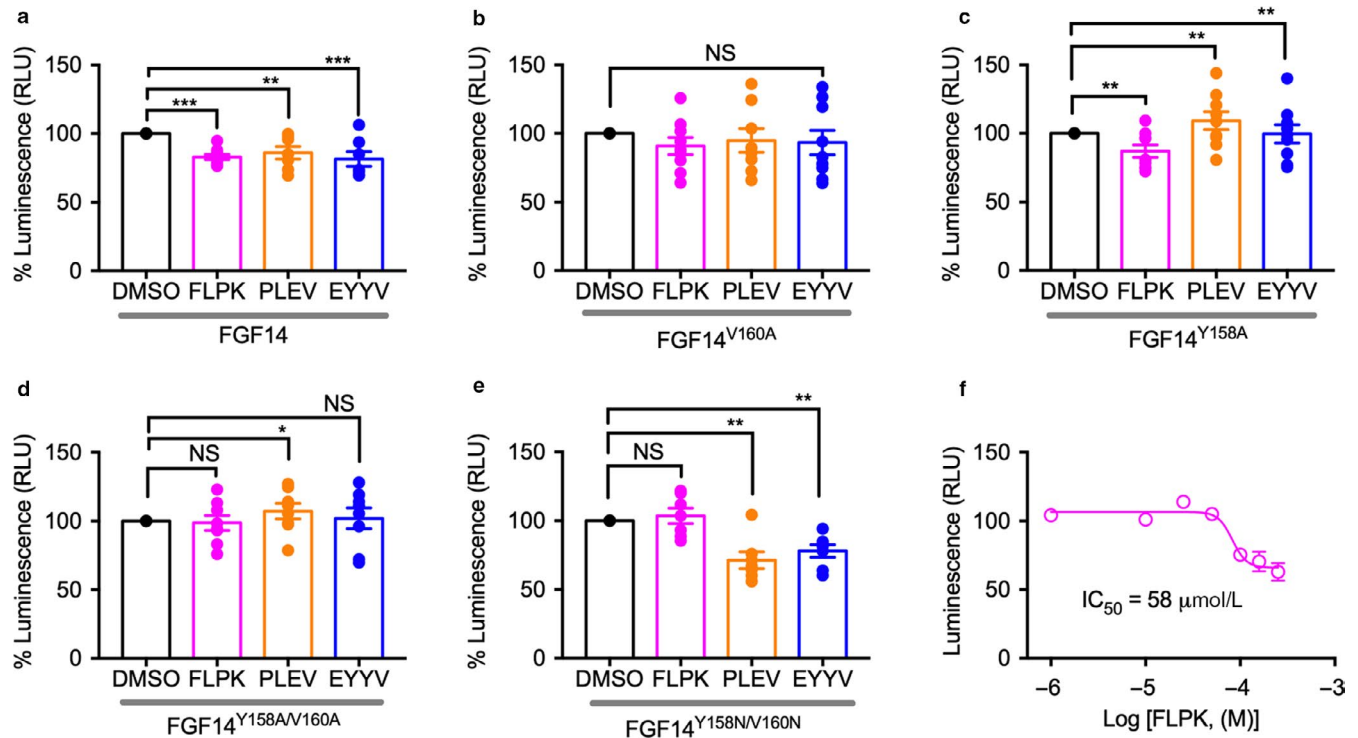 a
% Luminescence (RLU)
150
100
50
0
***
**
***
DMSO FLPK PLEV EYYV
FGF14
b
% Luminescence (RLU)
150
100
50
0
NS
DMSO FLPK PLEV EYYV
FGF14V160A
c
% Luminescence (RLU)
150
100
50
0
**
**
**
DMSO FLPK PLEV EYYV
FGF14Y158A
d
% Luminescence (RLU)
150
100
50
0
NS
*
NS
DMSO FLPK PLEV EYYV
FGF14Y158A/V160A
e
% Luminescence (RLU)
150
100
50
0
**
**
NS
DMSO FLPK PLEV EYYV
FGF14Y158N/V160N
f
Luminescence (RLU)
150
100
50
0
IC50 = 58 µmol/L
−6 −5 −4 −3
Log [FLPK, (M)]